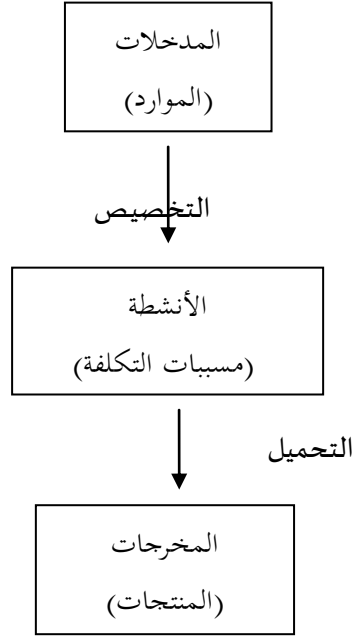 المدخلات
(الموارد)
التخصيص
الأنشطة
(مسببات التكلفة)
التحميل
المخرجات
(المنتجات)